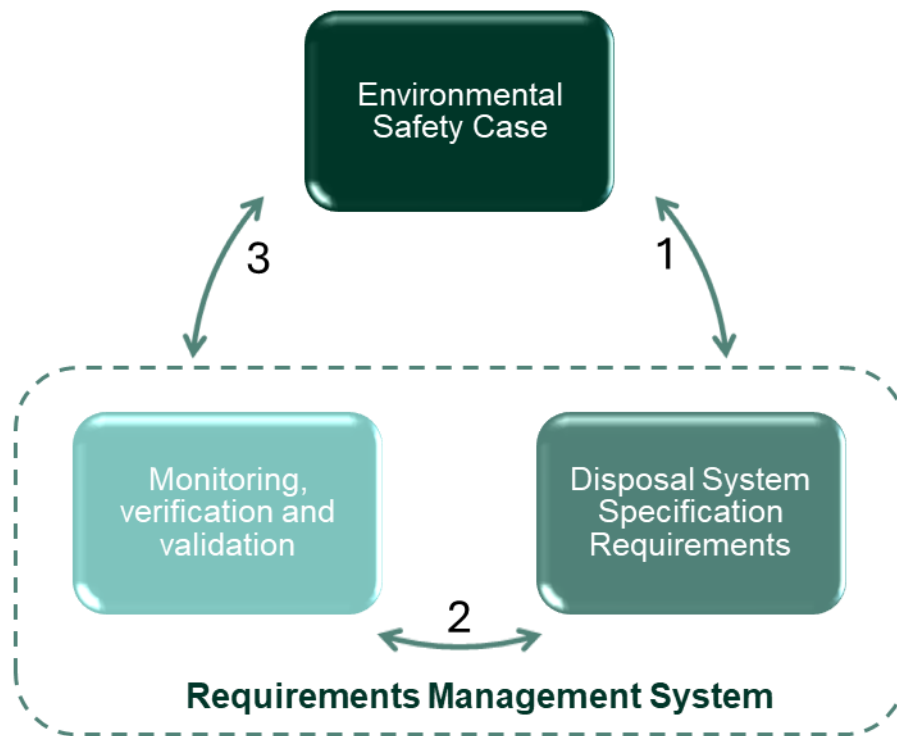 Environmental
Safety Case
3
1
Monitoring,
verification and
validation
Disposal System
Specification
Requirements
2
Requirements Management System